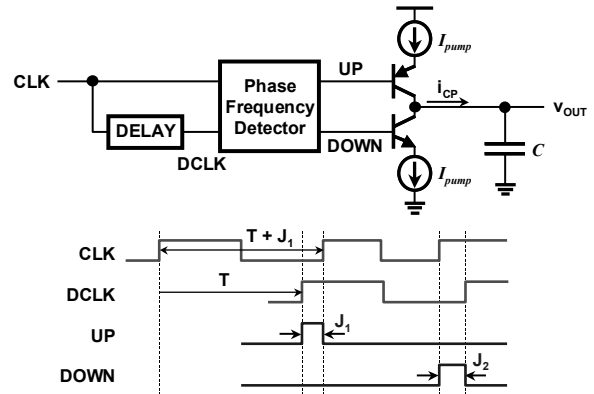 I_pump
UP
CLK
Phase Frequency Detector
i_CP
v_OUT
DELAY
DOWN
C
DCLK
I_pump
T + J_1
CLK
T
DCLK
J_1
UP
J_2
DOWN